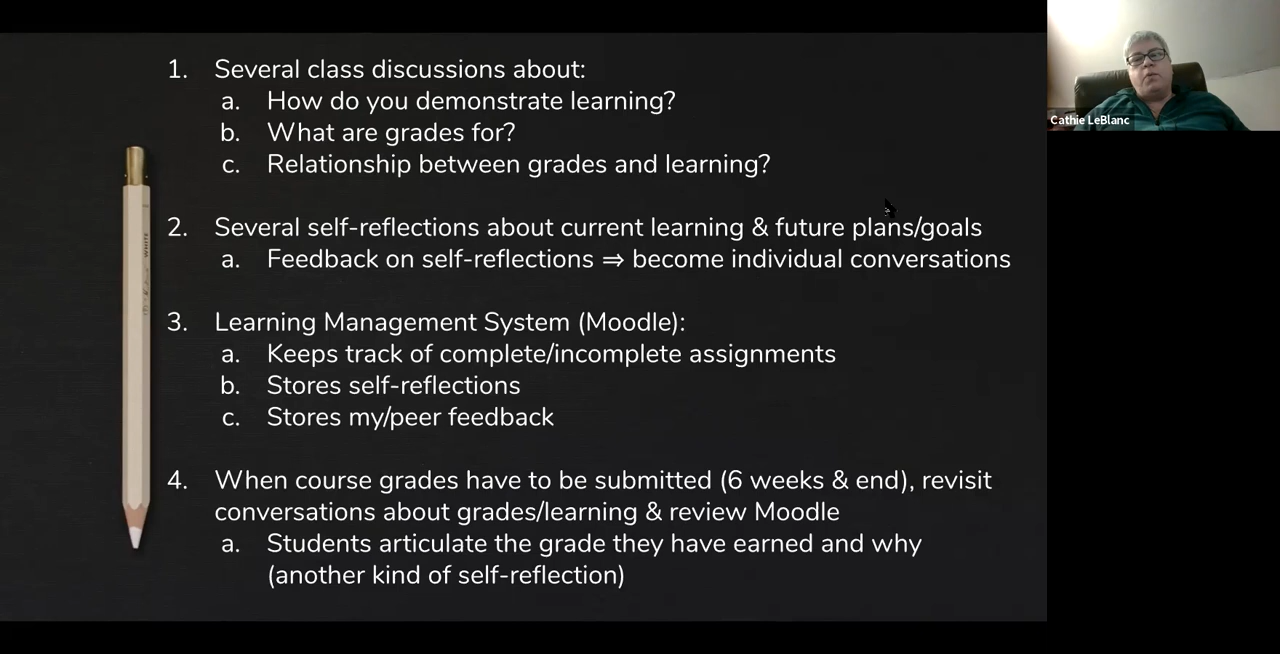 1. Several class discussions about:
a. How do you demonstrate learning?
b. What are grades for?
c. Relationship between grades and learning?
2. Several self-reflections about current learning & future plans/goals
a. Feedback on self-reflections ⇒ become individual conversations
3. Learning Management System (Moodle):
a. Keeps track of complete/incomplete assignments
b. Stores self-reflections
c. Stores my/peer feedback
4. When course grades have to be submitted (6 weeks & end), revisit
conversations about grades/learning & review Moodle
a. Students articulate the grade they have earned and why
(another kind of self-reflection)
Cathie LeBlanc
WHITE